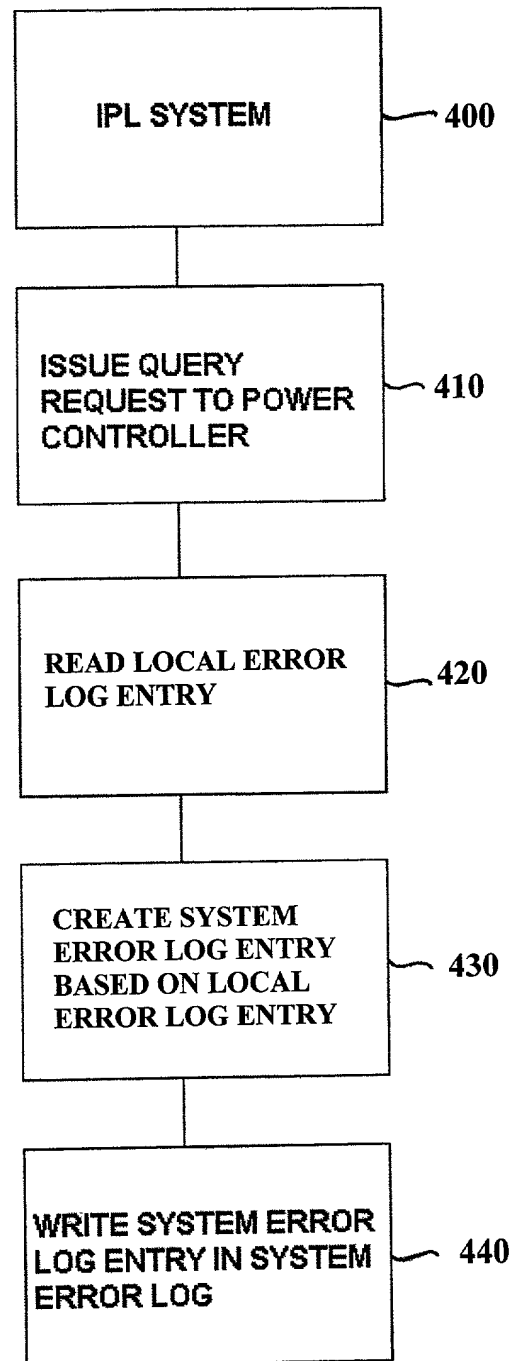 IPL SYSTEM
400
ISSUE QUERY
REQUEST TO POWER
CONTROLLER
410
READ LOCAL ERROR
LOG ENTRY
420
CREATE SYSTEM
ERROR LOG ENTRY
BASED ON LOCAL
ERROR LOG ENTRY
430
WRITE SYSTEM ERROR
LOG ENTRY IN SYSTEM
ERROR LOG
440